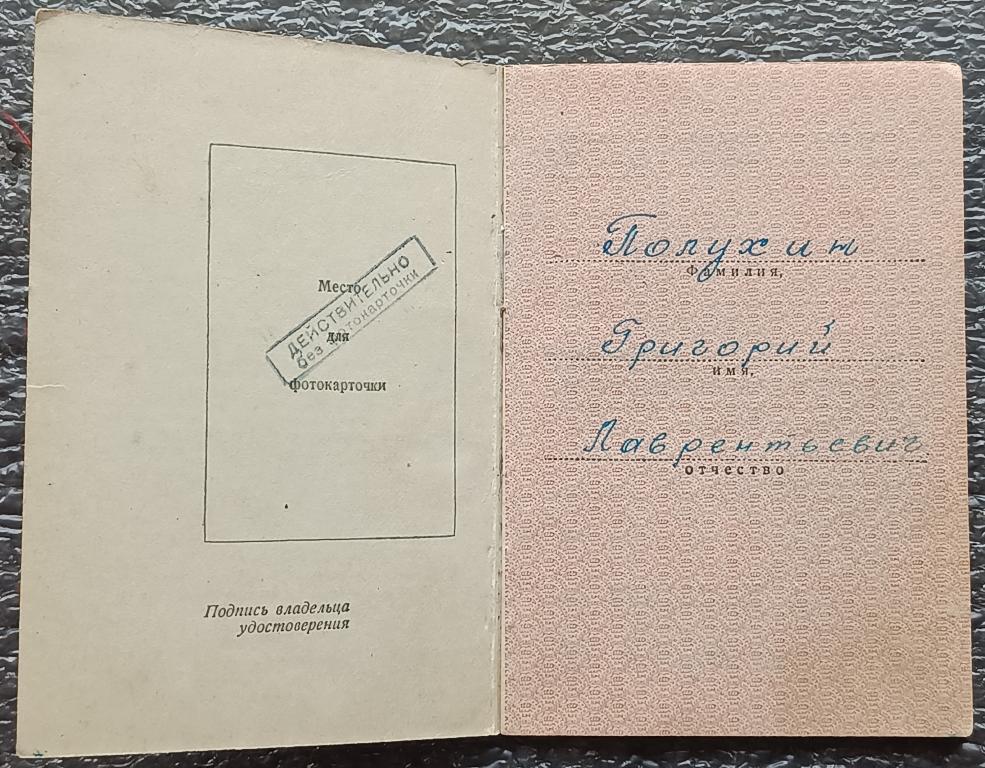 Место
для
фотокарточки
ДЕЙСТВИТЕЛЬНО
без фотокарточки
Подпись владельца
удостоверения
Полухин
Фамилия,
Григорий
имя,
Лаврентьевич
отчество